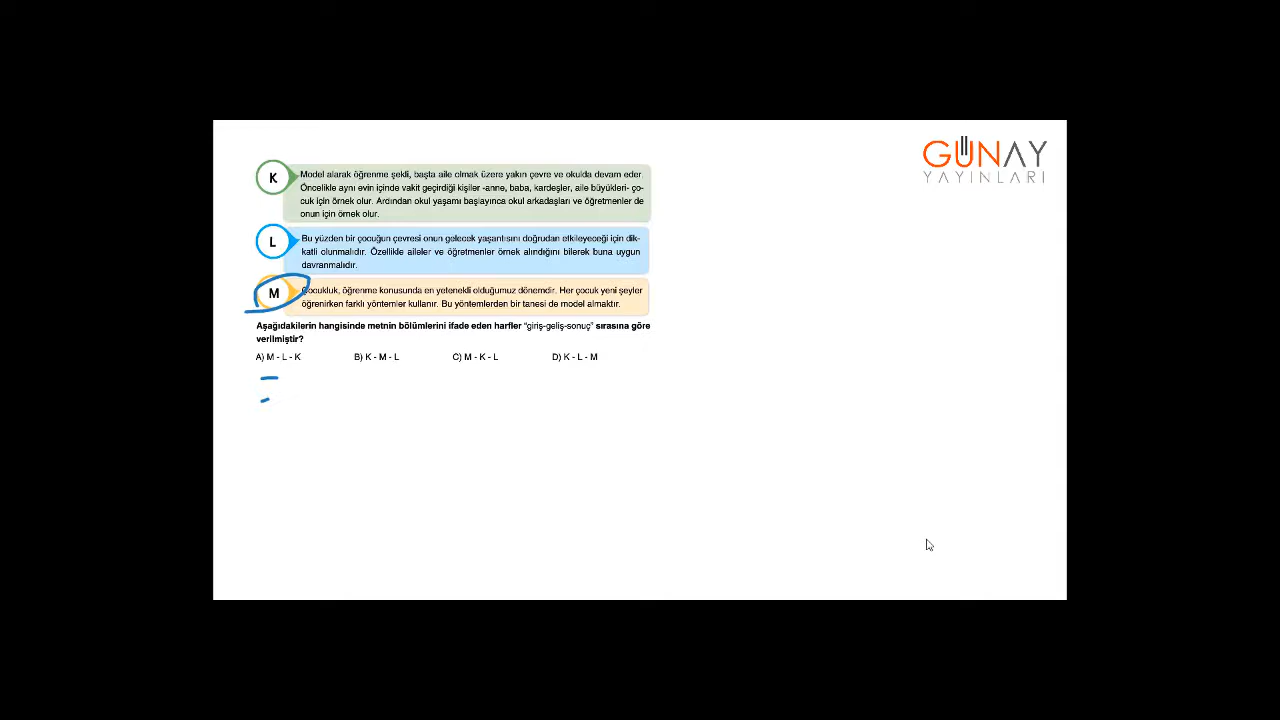 GÜNAY
YAYINLARI
K
Model alarak öğrenme şekli, başta aile olmak üzere yakın çevre ve okulda devam eder.
Öncelikle aynı evin içinde vakit geçirdiği kişiler -anne, baba, kardeşler, aile büyükleri- ço-
cuk için örnek olur. Ardından okul yaşamı başlayınca okul arkadaşları ve öğretmenler de
onun için örnek olur.
L
Bu yüzden bir çocuğun çevresi onun gelecek yaşantısını doğrudan etkileyeceği için dik-
katli olunmalıdır. Özellikle aileler ve öğretmenler örnek alındığını bilerek buna uygun
davranmalıdır.
M
Çocukluk, öğrenme konusunda en yetenekli olduğumuz dönemdir. Her çocuk yeni şeyler
öğrenirken farklı yöntemler kullanır. Bu yöntemlerden bir tanesi de model almaktır.
Aşağıdakilerin hangisinde metnin bölümlerini ifade eden harfler “giriş-geliş-sonuç” sırasına göre
verilmiştir?
A) M - L - K B) K - M - L C) M - K - L D) K - L - M